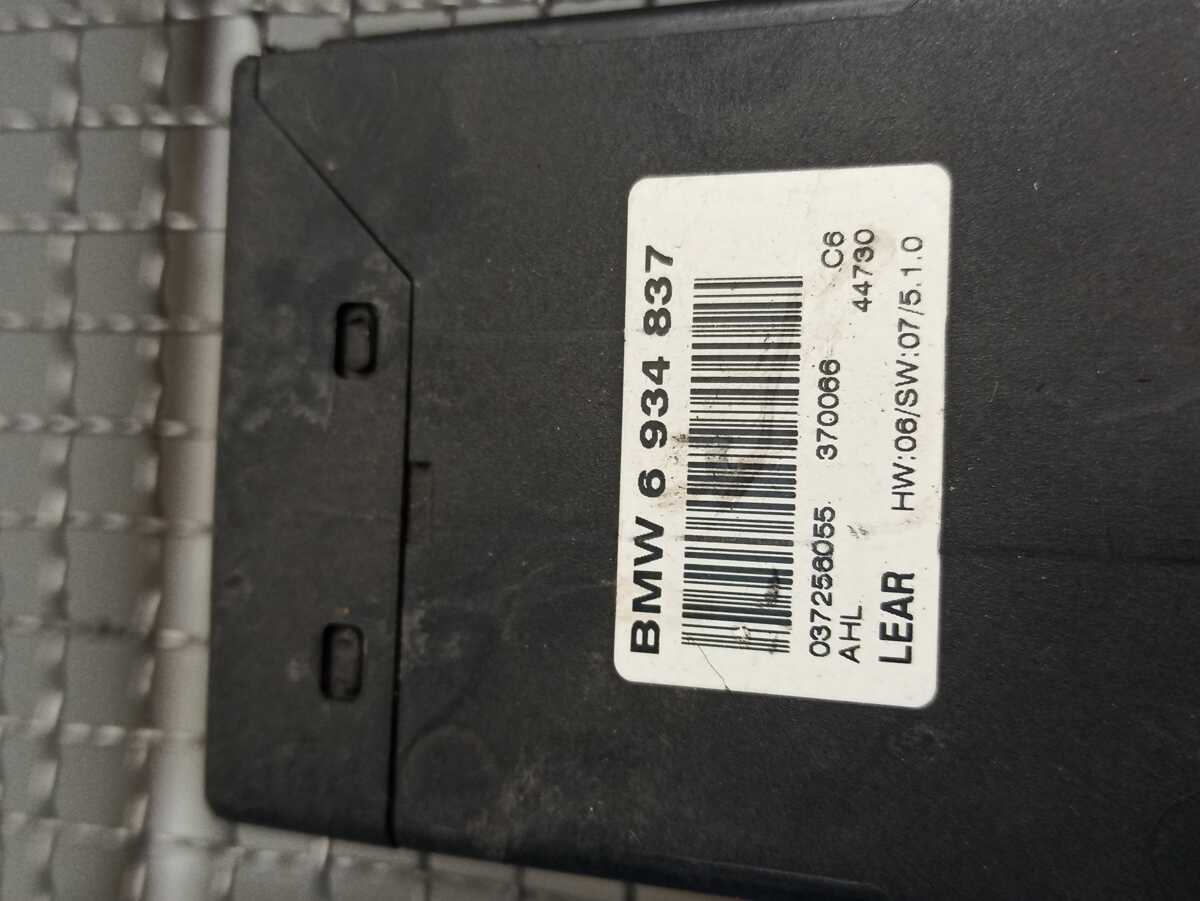 BMW 6 934 837
037256055 370066 C6
AHL 44730
LEAR HW:06/SW:07/5.1.0